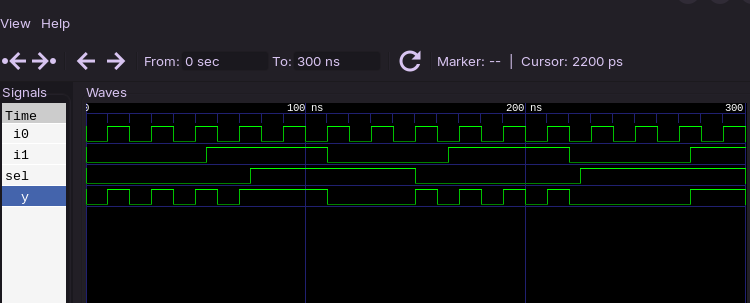 View Help
From: 0 sec To: 300 ns Marker: -- | Cursor: 2200 ps
Signals Waves
Time
0 100 ns 200 ns 300
i0
i1
sel
y